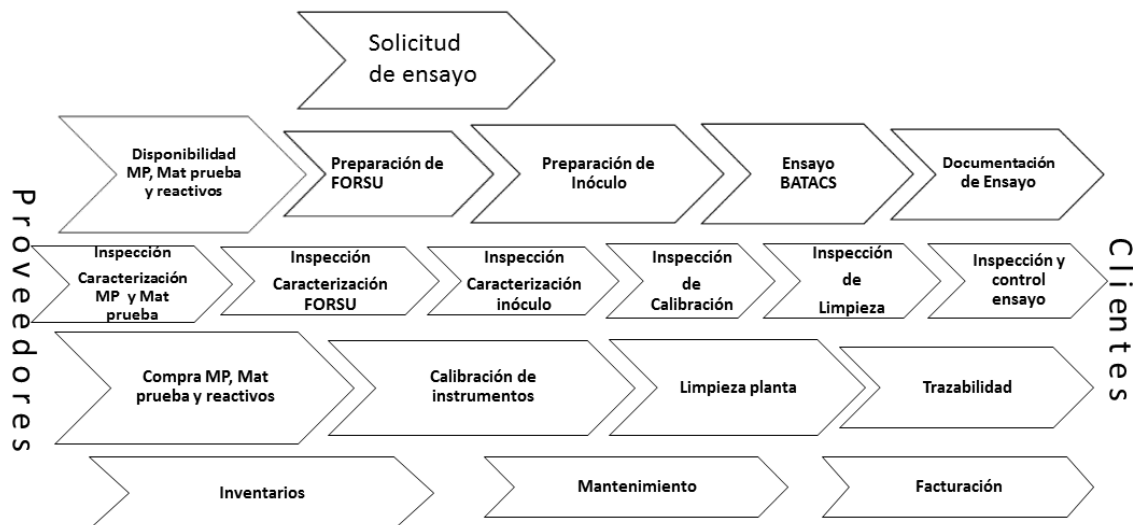 Solicitud
de ensayo
Disponibilidad
MP, Mat prueba
y reactivos
Preparación de
FORSU
Preparación de
Inóculo
Ensayo
BATACS
Documentación
de Ensayo
Proveedores
Inspección
Caracterización
MP y Mat
prueba
Inspección
Caracterización
FORSU
Inspección
Caracterización
inóculo
Inspección
de
Calibración
Inspección
de
Limpieza
Inspección y
control
ensayo
Clientes
Compra MP, Mat
prueba y reactivos
Calibración de
instrumentos
Limpieza planta
Trazabilidad
Inventarios
Mantenimiento
Facturación